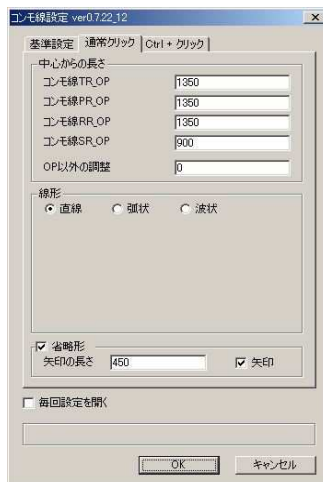 コンモ線設定 ver0.7.22_12
基準設定 通常クリック Ctrl + クリック
中心からの長さ
コンモ線TR_OP 1350
コンモ線PR_OP 1350
コンモ線RR_OP 1350
コンモ線SR_OP 900
OP以外の調整 0
線形
直線 弧状 波状
省略形
矢印の長さ 450 矢印
毎回設定を開く
OK キャンセル